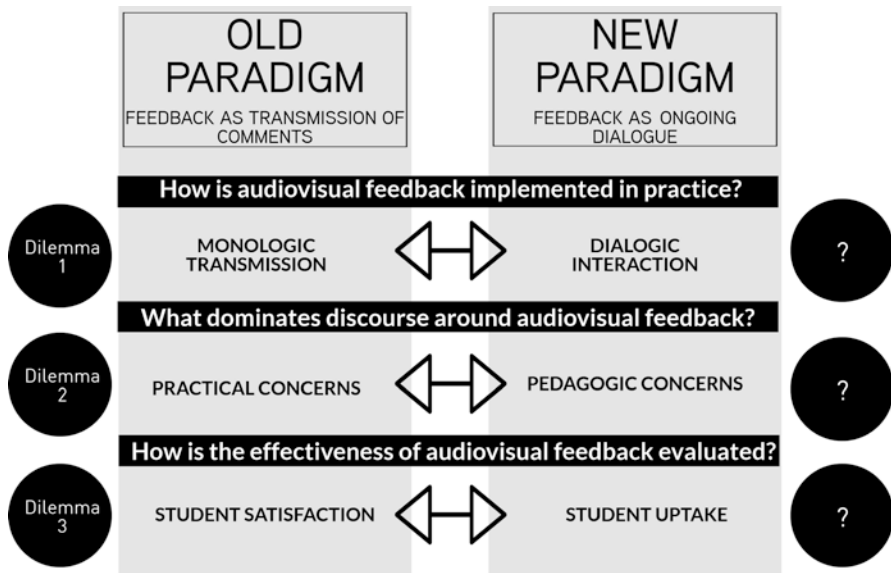 OLD
PARADIGM
FEEDBACK AS TRANSMISSION OF
COMMENTS
NEW
PARADIGM
FEEDBACK AS ONGOING
DIALOGUE
How is audiovisual feedback implemented in practice?
Dilemma
1
MONOLOGIC
TRANSMISSION
DIALOGIC
INTERACTION
?
What dominates discourse around audiovisual feedback?
Dilemma
2
PRACTICAL CONCERNS
PEDAGOGIC CONCERNS
?
How is the effectiveness of audiovisual feedback evaluated?
Dilemma
3
STUDENT SATISFACTION
STUDENT UPTAKE
?